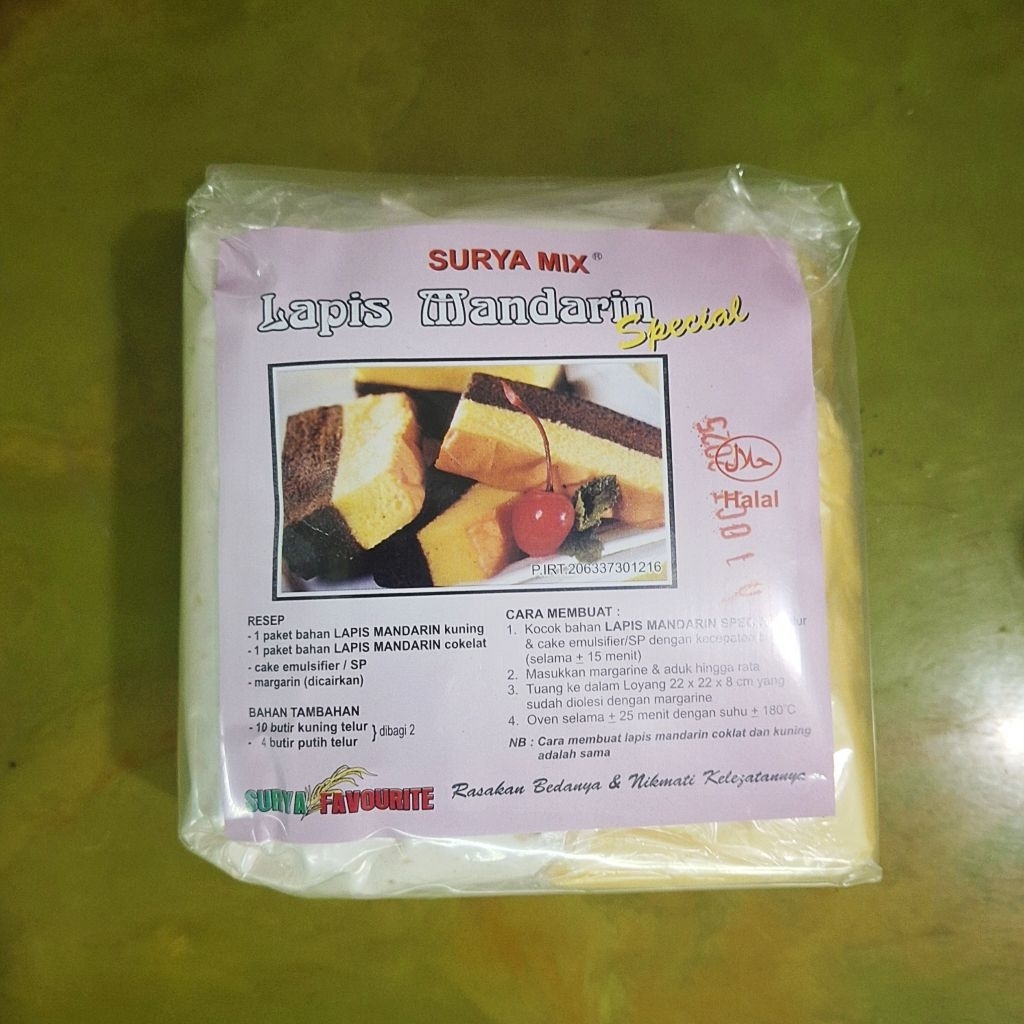 SURYA MIX®
Lapis Mandarin
Special
حلال
Halal
P.IRT.206337301216
RESEP
- 1 paket bahan LAPIS MANDARIN kuning
- 1 paket bahan LAPIS MANDARIN cokelat
- cake emulsifier / SP
- margarin (dicairkan)
BAHAN TAMBAHAN
- 10 butir kuning telur
- 4 butir putih telur
} dibagi 2
CARA MEMBUAT :
1. Kocok bahan LAPIS MANDARIN
& cake emulsifier/SP dengan
(selama ± 15 menit)
2. Masukkan margarine & aduk hingga rata
3. Tuang ke dalam Loyang 22 x 22 x 8 cm yang
sudah diolesi dengan margarine
4. Oven selama ± 25 menit dengan suhu ± 180°C
NB : Cara membuat lapis mandarin coklat dan kuning
adalah sama
SURYA FAVOURITE
Rasakan Bedanya & Nikmati Kelezatannya